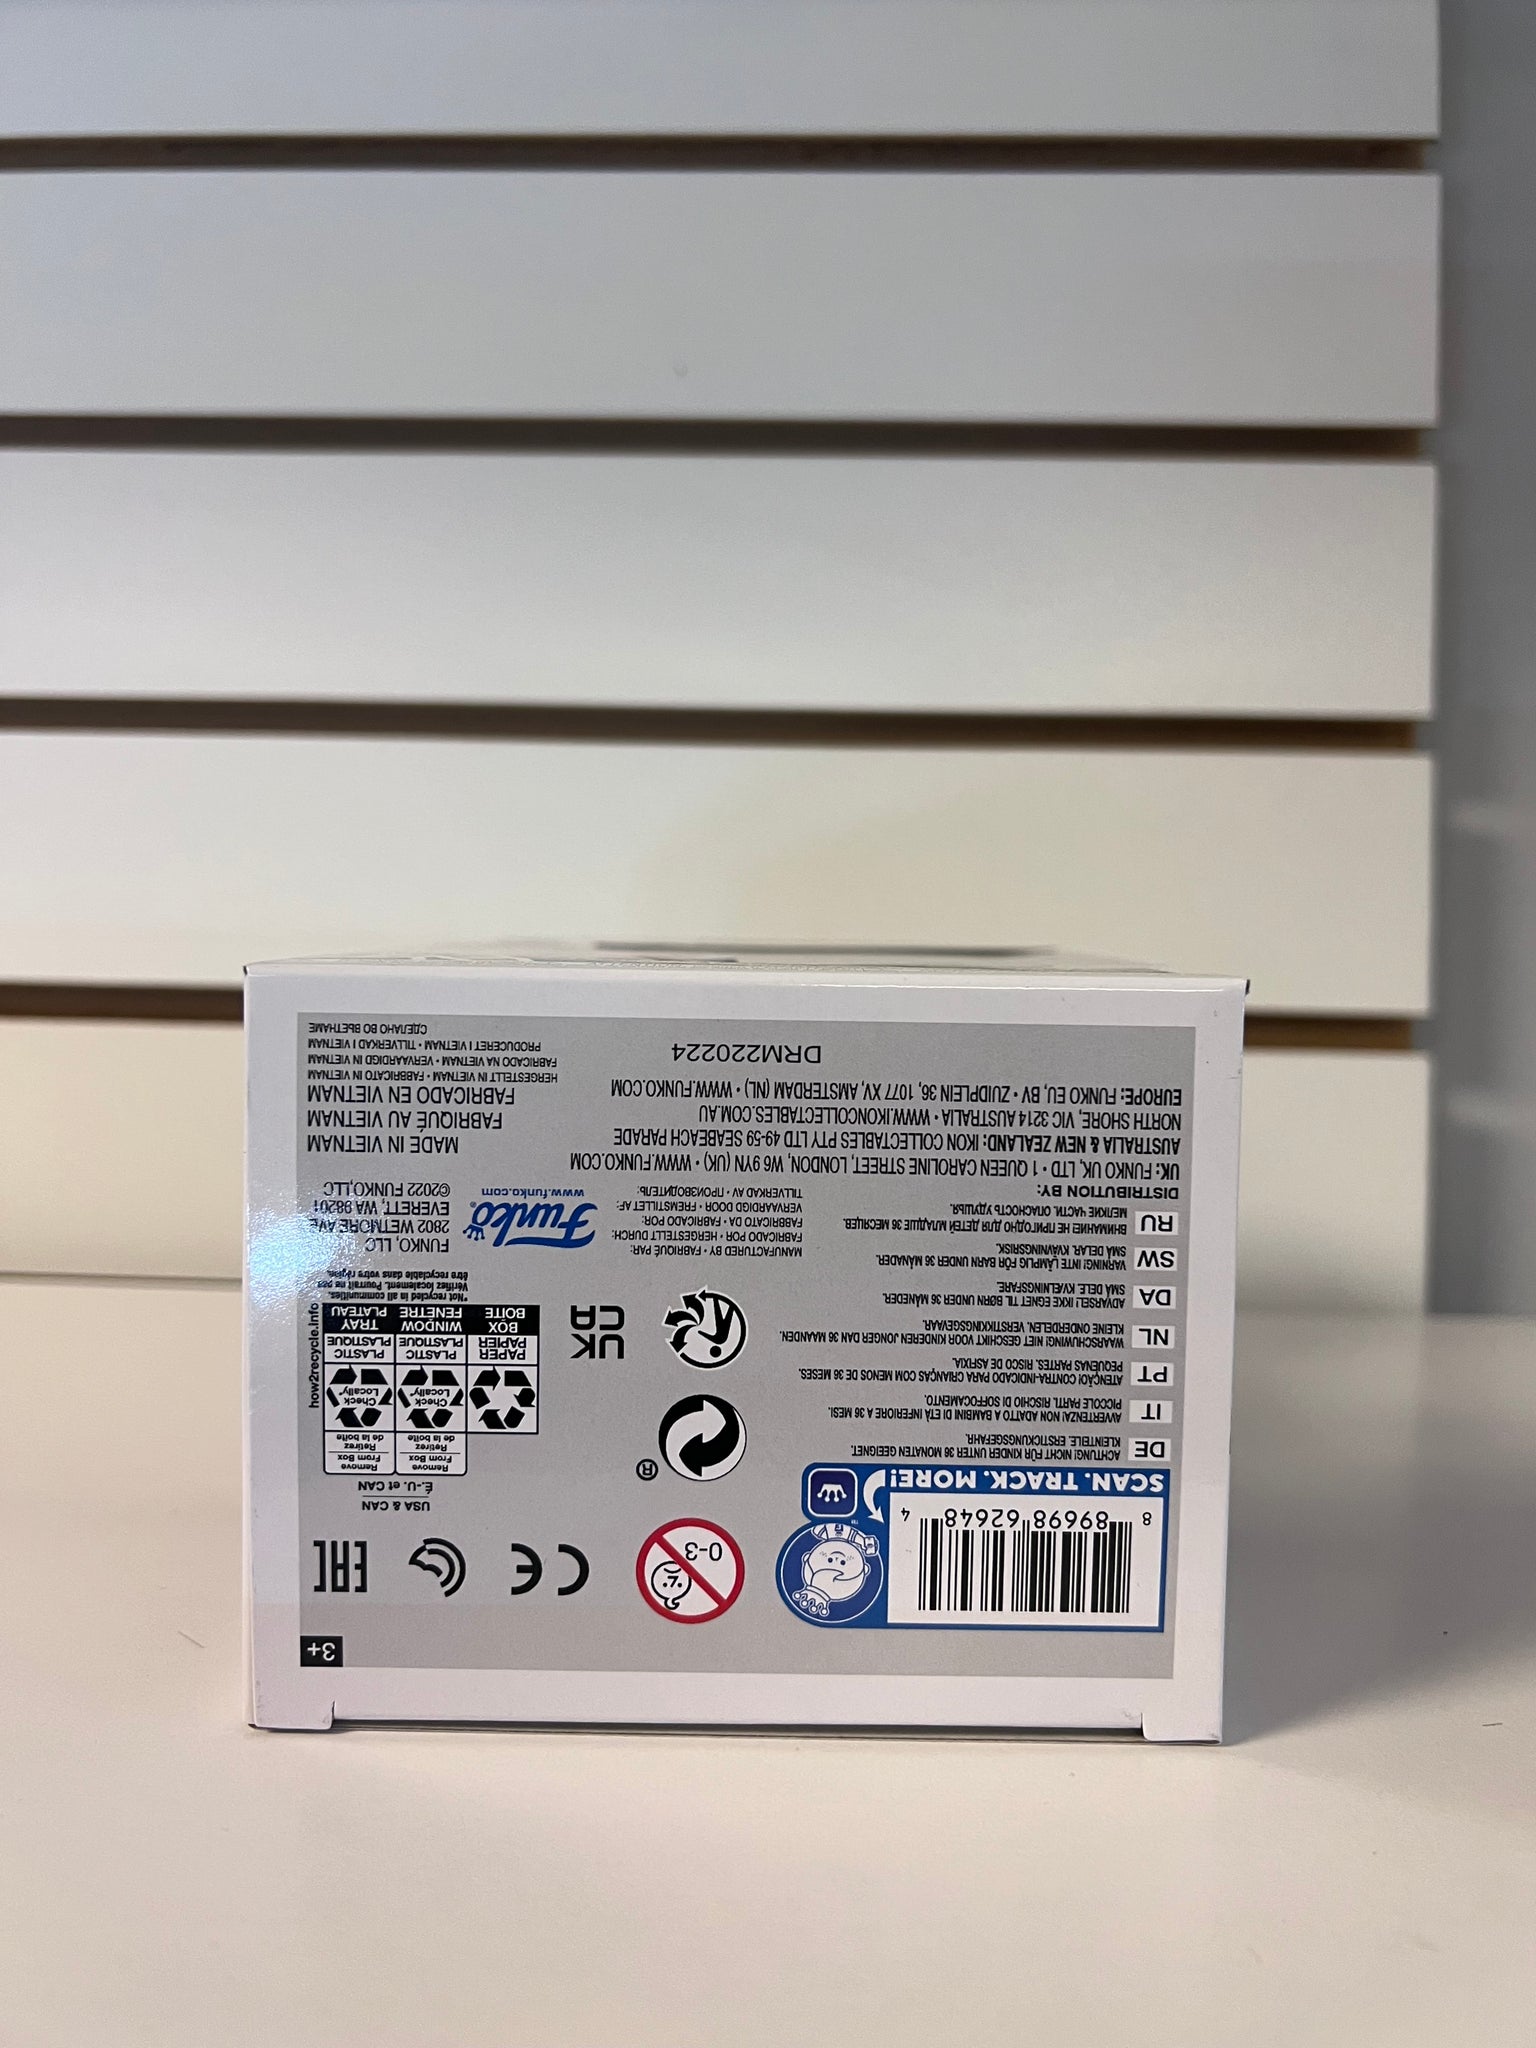 3+
8 89698 62648 4
SCAN. TRACK. MORE!
™
0-3
CE
EAC
®
UK
CA
USA & CAN
É.-U. et CAN
Remove
From Box
Retirez
de la boîte
Remove
From Box
Retirez
de la boîte
Check
Locally*
Check
Locally*
PAPER
PAPIER
PLASTIC
PLASTIQUE
PLASTIC
PLASTIQUE
BOX
BOÎTE
WINDOW
FENÊTRE
TRAY
PLATEAU
how2recycle.info
*Not recycled in all communities.
Vérifiez localement. Pourrait ne pas
être recyclable dans votre région.
DE ACHTUNG! NICHT FÜR KINDER UNTER 36 MONATEN GEEIGNET.
KLEINTEILE. ERSTICKUNGSGEFAHR.
IT AVVERTENZA! NON ADATTO A BAMBINI DI ETÀ INFERIORE A 36 MESI.
PICCOLE PARTI. RISCHIO DI SOFFOCAMENTO.
PT ATENÇÃO! CONTRA-INDICADO PARA CRIANÇAS COM MENOS DE 36 MESES.
PEQUENAS PARTES. RISCO DE ASFIXIA.
NL WAARSCHUWING! NIET GESCHIKT VOOR KINDEREN JONGER DAN 36 MAANDEN.
KLEINE ONDERDELEN. VERSTIKKINGSGEVAAR.
DA ADVARSEL! IKKE EGNET TIL BØRN UNDER 36 MÅNEDER.
SMÅ DELE. KVELNINGSFARE.
SW VARNING! INTE LÄMPLIG FÖR BARN UNDER 36 MÅNADER.
SMÅ DELAR. KVÄVNINGSRISK.
RU ВНИМАНИЕ! НЕ ПРИГОДНО ДЛЯ ДЕТЕЙ МЛАДШЕ 36 МЕСЯЦЕВ.
МЕЛКИЕ ЧАСТИ. ОПАСНОСТЬ УДУШЬЯ.
MANUFACTURED BY • FABRIQUÉ PAR:
FABRICADO POR • HERGESTELLT DURCH:
FABRICATO DA • FABRICADO POR:
VERVAARDIGD DOOR • FREMSTILLET AF:
TILLVERKAD AV • ПРОИЗВОДИТЕЛЬ:
Funko®
www.funko.com
FUNKO, LLC
2802 WETMORE AVE
EVERETT, WA 98201
©2022 FUNKO,LLC
DISTRIBUTION BY:
UK: FUNKO UK, LTD • 1 QUEEN CAROLINE STREET, LONDON, W6 9YN (UK) • WWW.FUNKO.COM
AUSTRALIA & NEW ZEALAND: IKON COLLECTABLES PTY LTD 49-59 SEABEACH PARADE
NORTH SHORE, VIC 3214 AUSTRALIA • WWW.IKONCOLLECTABLES.COM.AU
EUROPE: FUNKO EU, BV • ZUIDPLEIN 36, 1077 XV, AMSTERDAM (NL) • WWW.FUNKO.COM
MADE IN VIETNAM
FABRIQUÉ AU VIETNAM
FABRICADO EN VIETNAM
HERGESTELLT IN VIETNAM • FABBRICATO IN VIETNAM
FABRICADO NA VIETNAM • VERVAARDIGD IN VIETNAM
PRODUCERET I VIETNAM • TILLVERKAD I VIETNAM
СДЕЛАНО ВО ВЬЕТНАМЕ
DRM220224